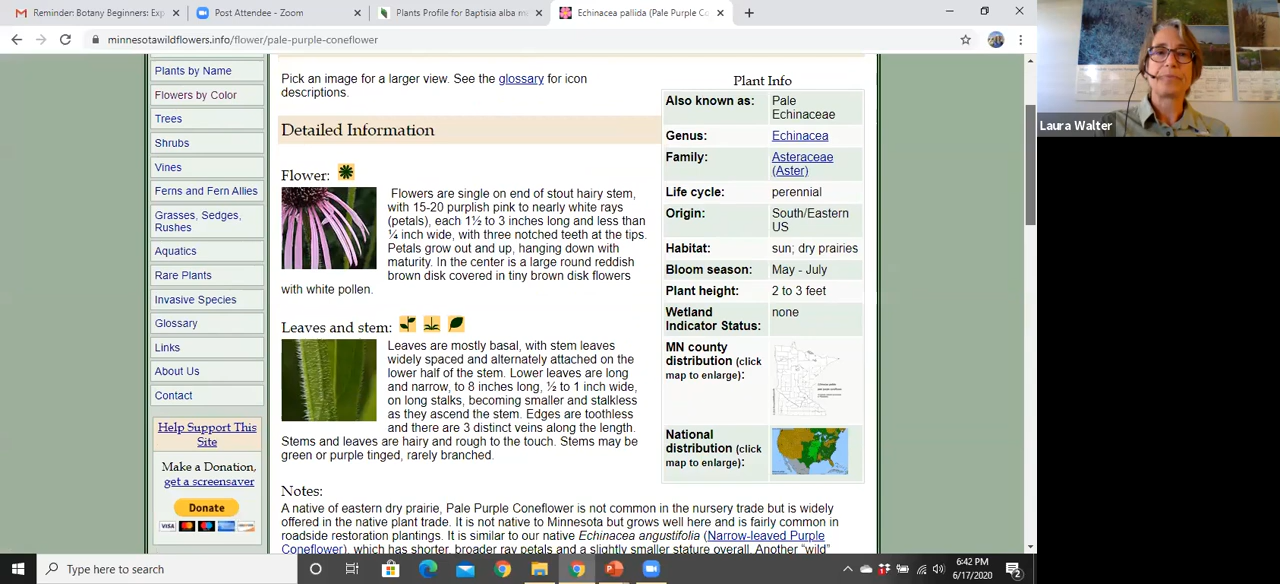 Reminder: Botany Beginners: Exp
Post Attendee - Zoom
Plants Profile for Baptisia alba m
Echinacea pallida (Pale Purple Co
minnesotawildflowers.info/flower/pale-purple-coneflower
Laura Walter
Plants by Name
Flowers by Color
Trees
Shrubs
Vines
Ferns and Fern Allies
Grasses, Sedges,
Rushes
Aquatics
Rare Plants
Invasive Species
Glossary
Links
About Us
Contact
Help Support This
Site
Make a Donation,
get a screensaver
Donate
VISA
Pick an image for a larger view. See the glossary for icon
descriptions.
Detailed Information
Flower:
Flowers are single on end of stout hairy stem,
with 15-20 purplish pink to nearly white rays
(petals), each 1½ to 3 inches long and less than
¼ inch wide, with three notched teeth at the tips.
Petals grow out and up, hanging down with
maturity. In the center is a large round reddish
brown disk covered in tiny brown disk flowers
with white pollen.
Leaves and stem:
Leaves are mostly basal, with stem leaves
widely spaced and alternately attached on the
lower half of the stem. Lower leaves are long
and narrow, to 8 inches long, ½ to 1 inch wide,
on long stalks, becoming smaller and stalkless
as they ascend the stem. Edges are toothless
and there are 3 distinct veins along the length.
Stems and leaves are hairy and rough to the touch. Stems may be
green or purple tinged, rarely branched.
Notes:
A native of eastern dry prairie, Pale Purple Coneflower is not common in the nursery trade but is widely
offered in the native plant trade. It is not native to Minnesota but grows well here and is fairly common in
roadside restoration plantings. It is similar to our native Echinacea angustifolia (Narrow-leaved Purple
Coneflower), which has shorter, broader ray petals and a slightly smaller stature overall. Another "wild"
Plant Info
Also known as: Pale
Echinaceae
Genus: Echinacea
Family: Asteraceae
(Aster)
Life cycle: perennial
Origin: South/Eastern
US
Habitat: sun; dry prairies
Bloom season: May - July
Plant height: 2 to 3 feet
Wetland none
Indicator Status:
MN county
distribution (click
map to enlarge):
National
distribution (click
map to enlarge):
Type here to search
6:42 PM
6/17/2020
2